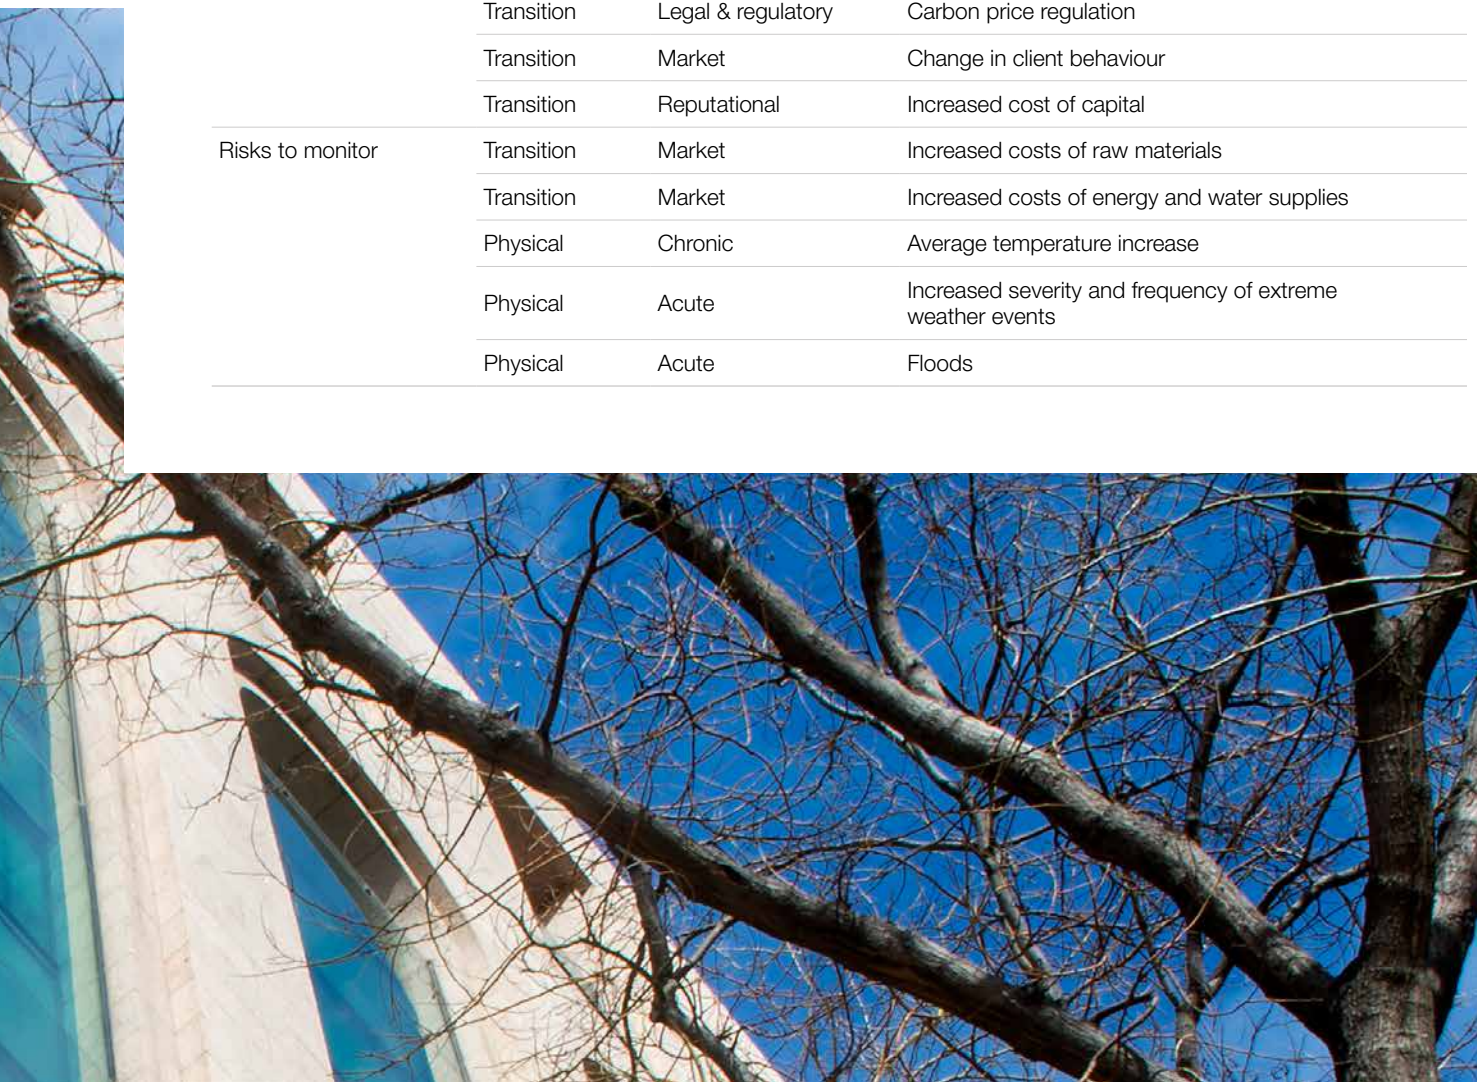 Transition Legal & regulatory Carbon price regulation
Transition Market Change in client behaviour
Transition Reputational Increased cost of capital
Risks to monitor Transition Market Increased costs of raw materials
Transition Market Increased costs of energy and water supplies
Physical Chronic Average temperature increase
Physical Acute Increased severity and frequency of extreme
weather events
Physical Acute Floods